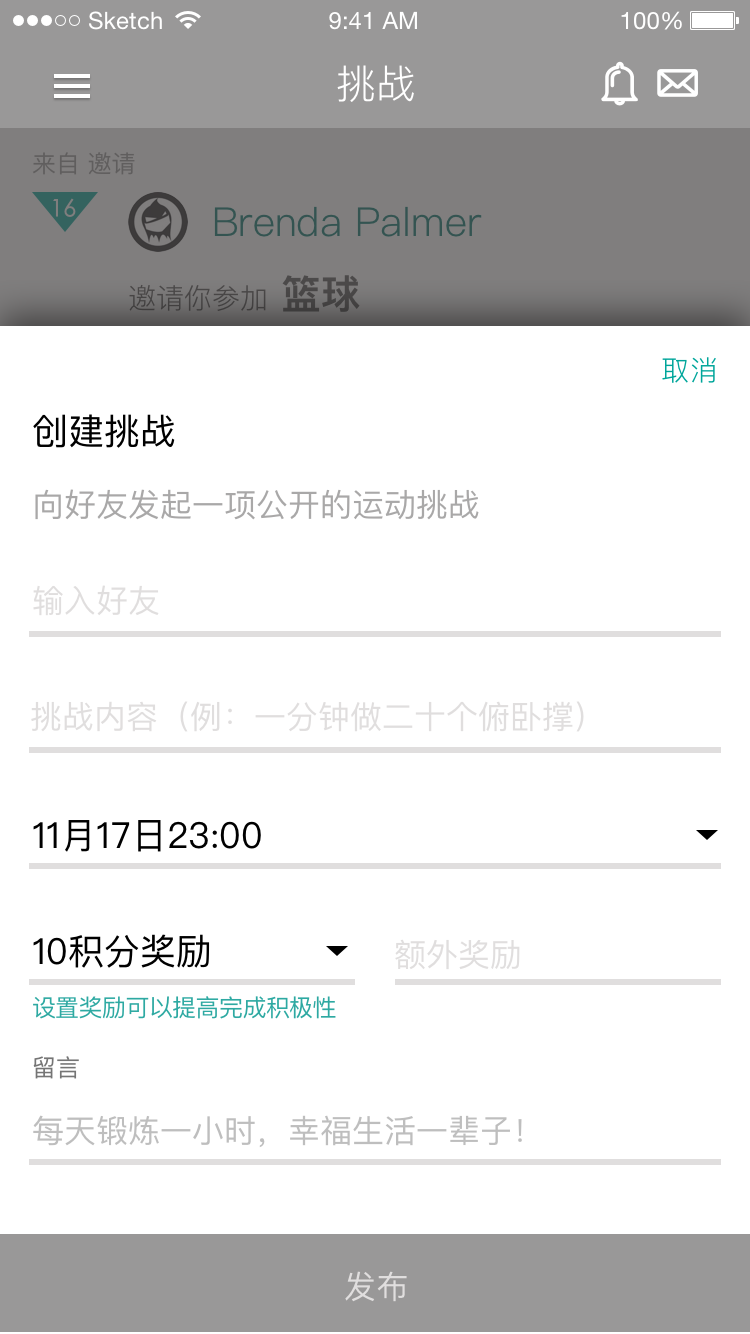 Sketch 9:41 AM 100%
挑战
来自 邀请
16
Brenda Palmer
邀请你参加 篮球
取消
创建挑战
向好友发起一项公开的运动挑战
输入好友
挑战内容（例：一分钟做二十个俯卧撑）
11月17日23:00
10积分奖励 额外奖励
设置奖励可以提高完成积极性
留言
每天锻炼一小时，幸福生活一辈子！
发布